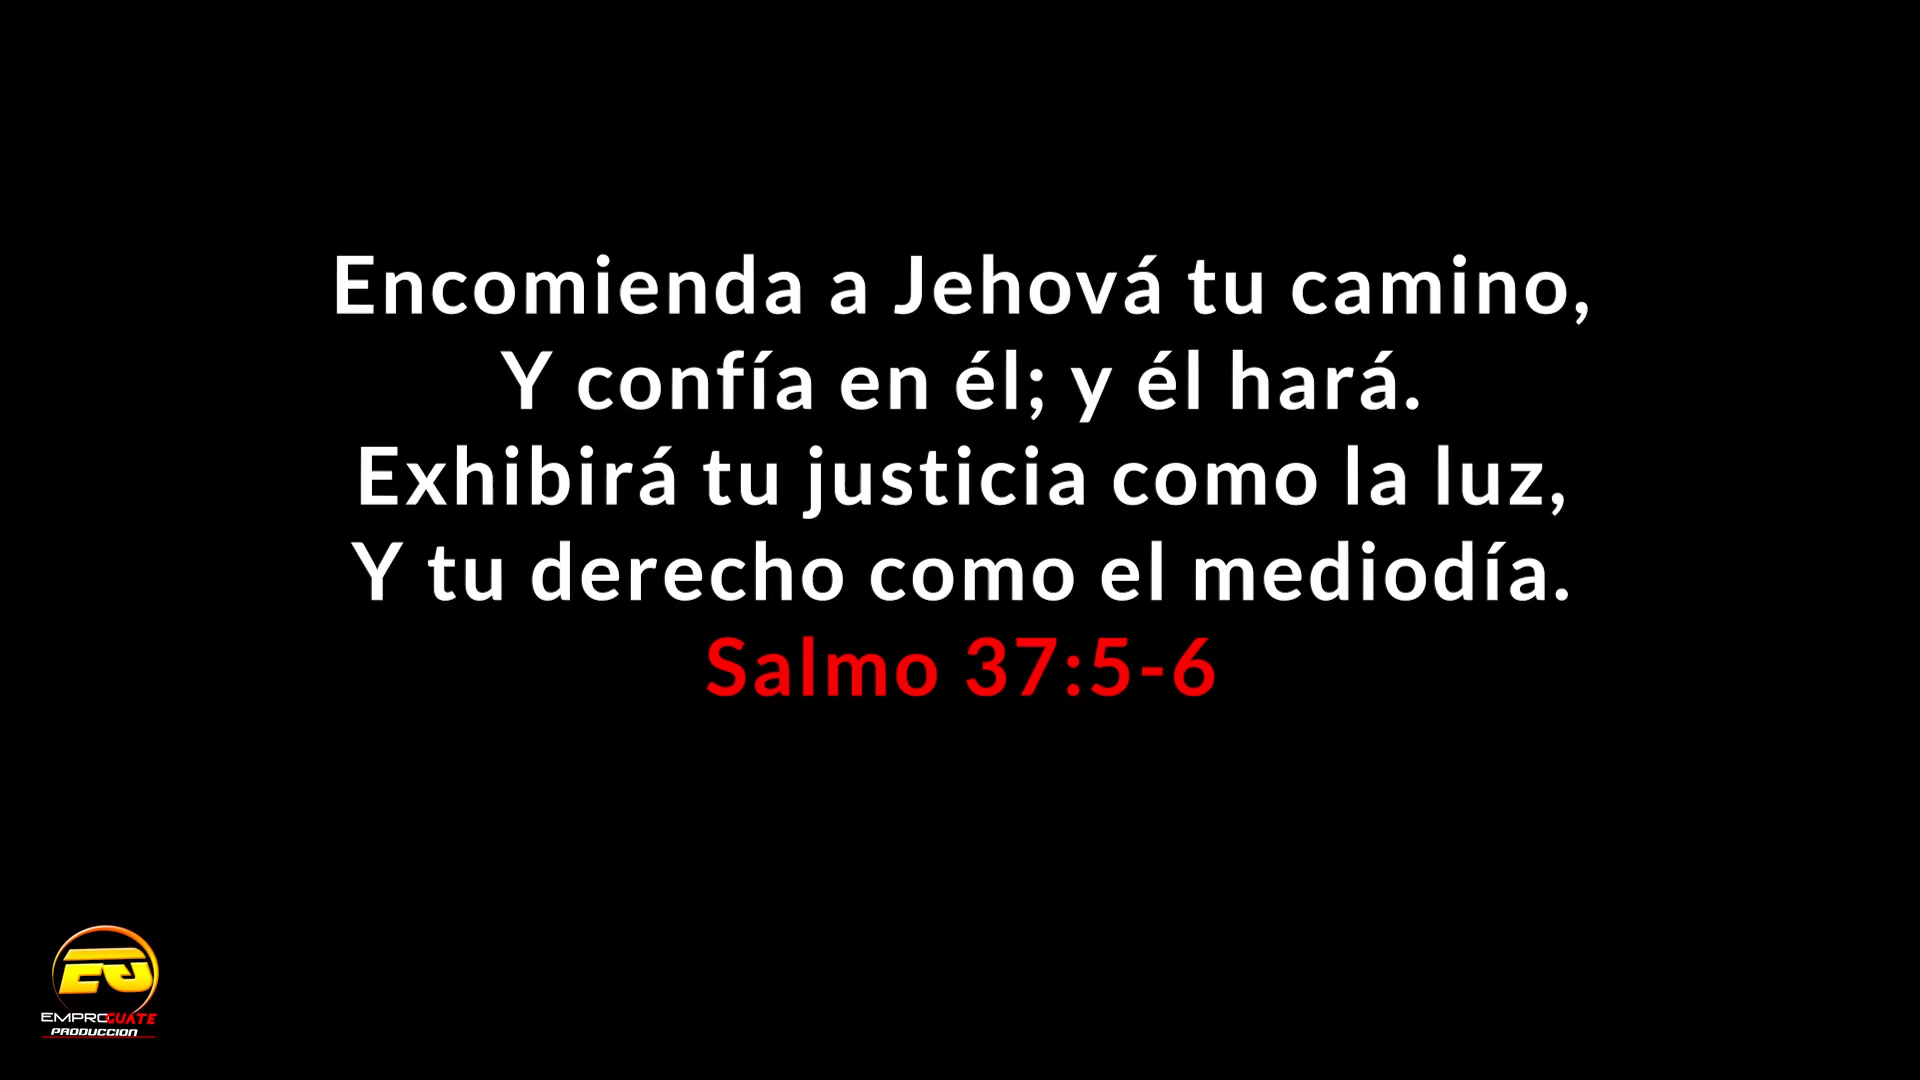 Encomienda a Jehová tu camino,
Y confía en él; y él hará.
Exhibirá tu justicia como la luz,
Y tu derecho como el mediodía.
Salmo 37:5-6
EMPROGUATE
PRODUCCION